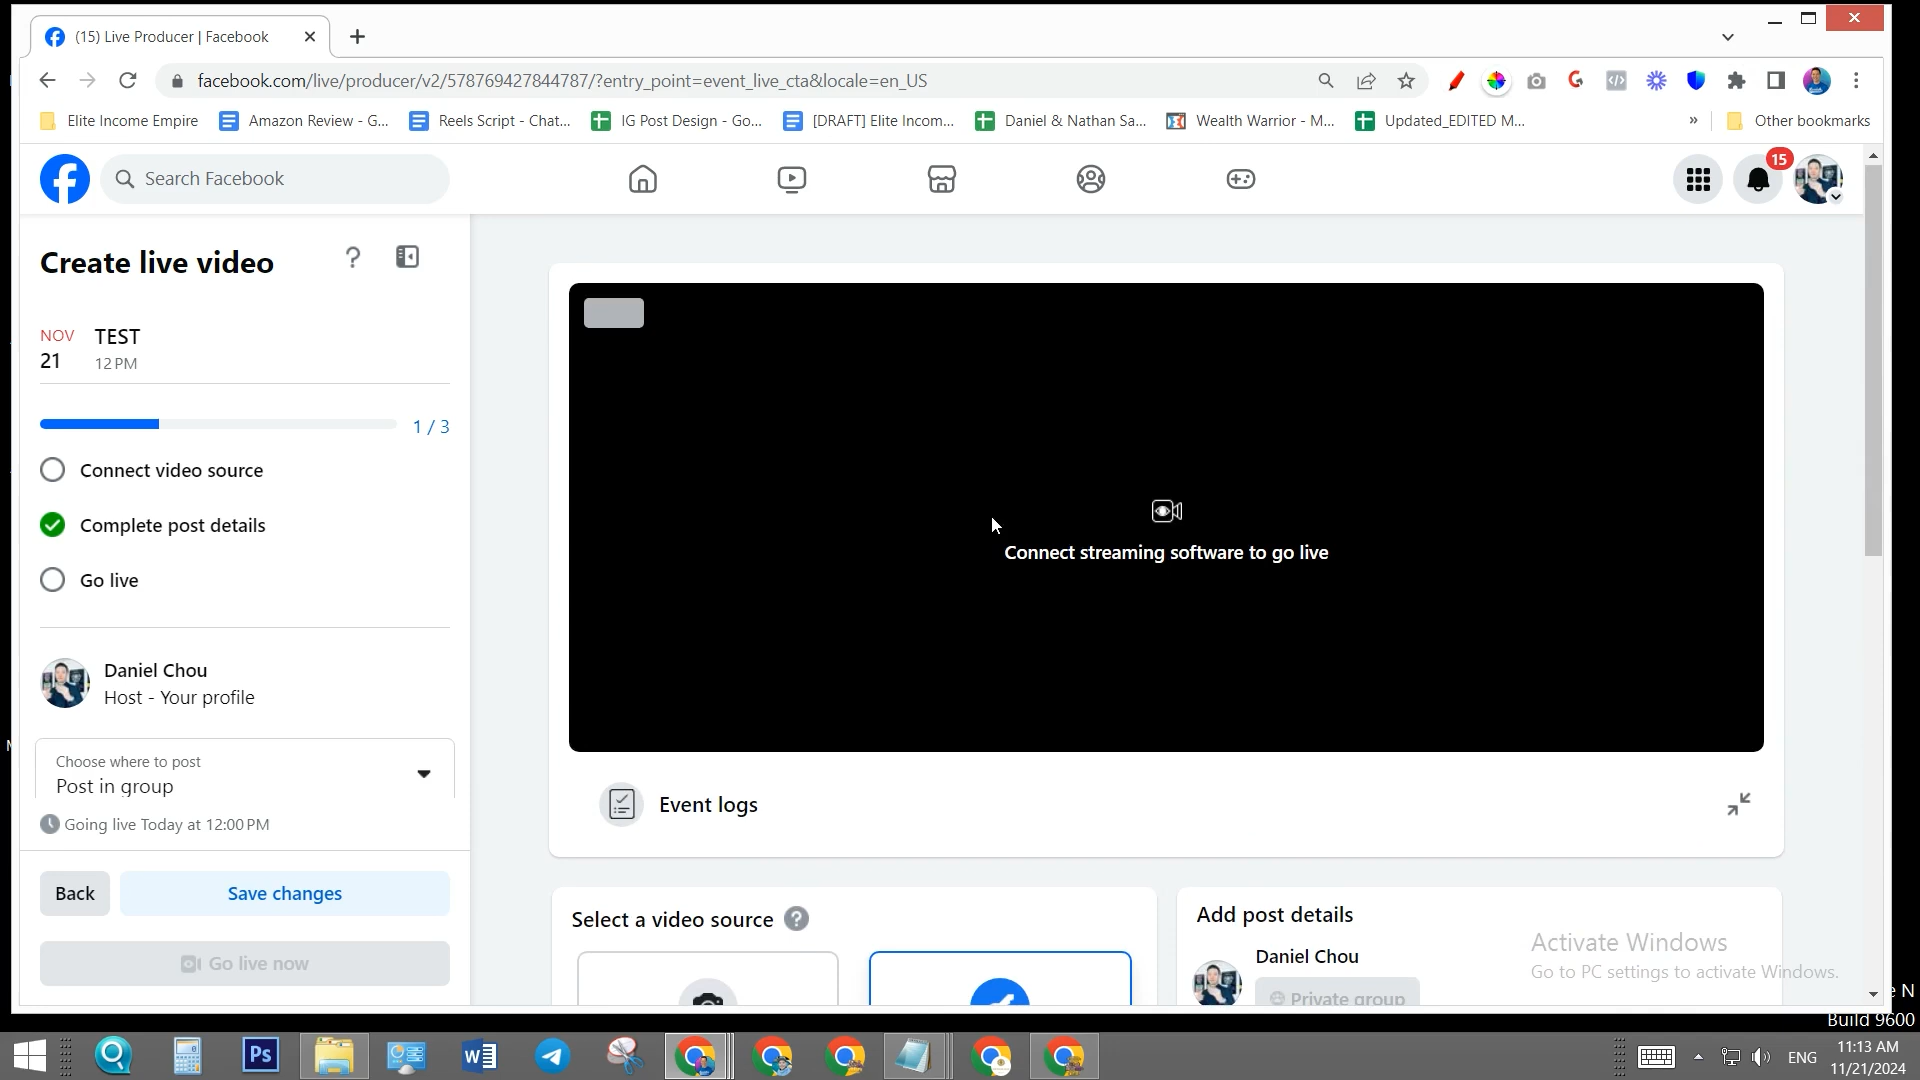 (15) Live Producer | Facebook
facebook.com/live/producer/v2/578769427844787/?entry_point=event_live_cta&locale=en_US
Elite Income Empire
Amazon Review - G...
Reels Script - Chat...
IG Post Design - Go...
[DRAFT] Elite Incom...
Daniel & Nathan Sa...
Wealth Warrior - M...
Updated_EDITED M...
»
Other bookmarks
Search Facebook
15
Create live video
?
NOV
21
TEST
12 PM
1 / 3
Connect video source
Complete post details
Go live
Daniel Chou
Host - Your profile
Choose where to post
Post in group
Going live Today at 12:00 PM
Back
Save changes
Go live now
Connect streaming software to go live
Event logs
Select a video source
?
Add post details
Daniel Chou
Private group
Activate Windows
Go to PC settings to activate Windows.
e N
Build 9600
Ps
W
ENG
11:13 AM
11/21/2024